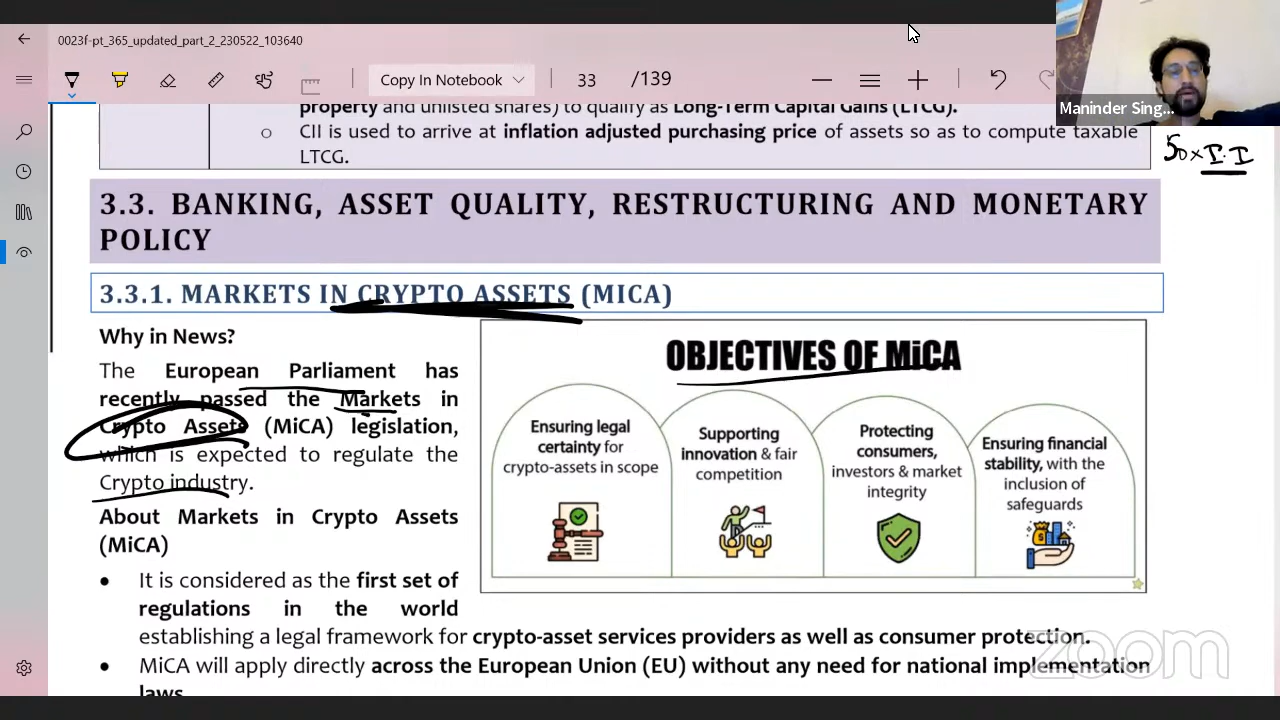 0023f-pt_365_updated_part_2_230522_103640
Copy In Notebook
33 /139
Maninder Sing...
property and unlisted shares) to qualify as Long-Term Capital Gains (LTCG).
o CII is used to arrive at inflation adjusted purchasing price of assets so as to compute taxable
LTCG.
50×I.I
3.3. BANKING, ASSET QUALITY, RESTRUCTURING AND MONETARY
POLICY
3.3.1. MARKETS IN CRYPTO ASSETS (MICA)
Why in News?
The European Parliament has
recently passed the Markets in
Crypto Assets (MiCA) legislation,
which is expected to regulate the
Crypto industry.
About Markets in Crypto Assets
(MiCA)
• It is considered as the first set of
regulations in the world
establishing a legal framework for crypto-asset services providers as well as consumer protection.
• MiCA will apply directly across the European Union (EU) without any need for national implementation
laws
OBJECTIVES OF MiCA
Ensuring legal
certainty for
crypto-assets in scope
Supporting
innovation & fair
competition
Protecting
consumers,
investors & market
integrity
Ensuring financial
stability, with the
inclusion of
safeguards
zoom